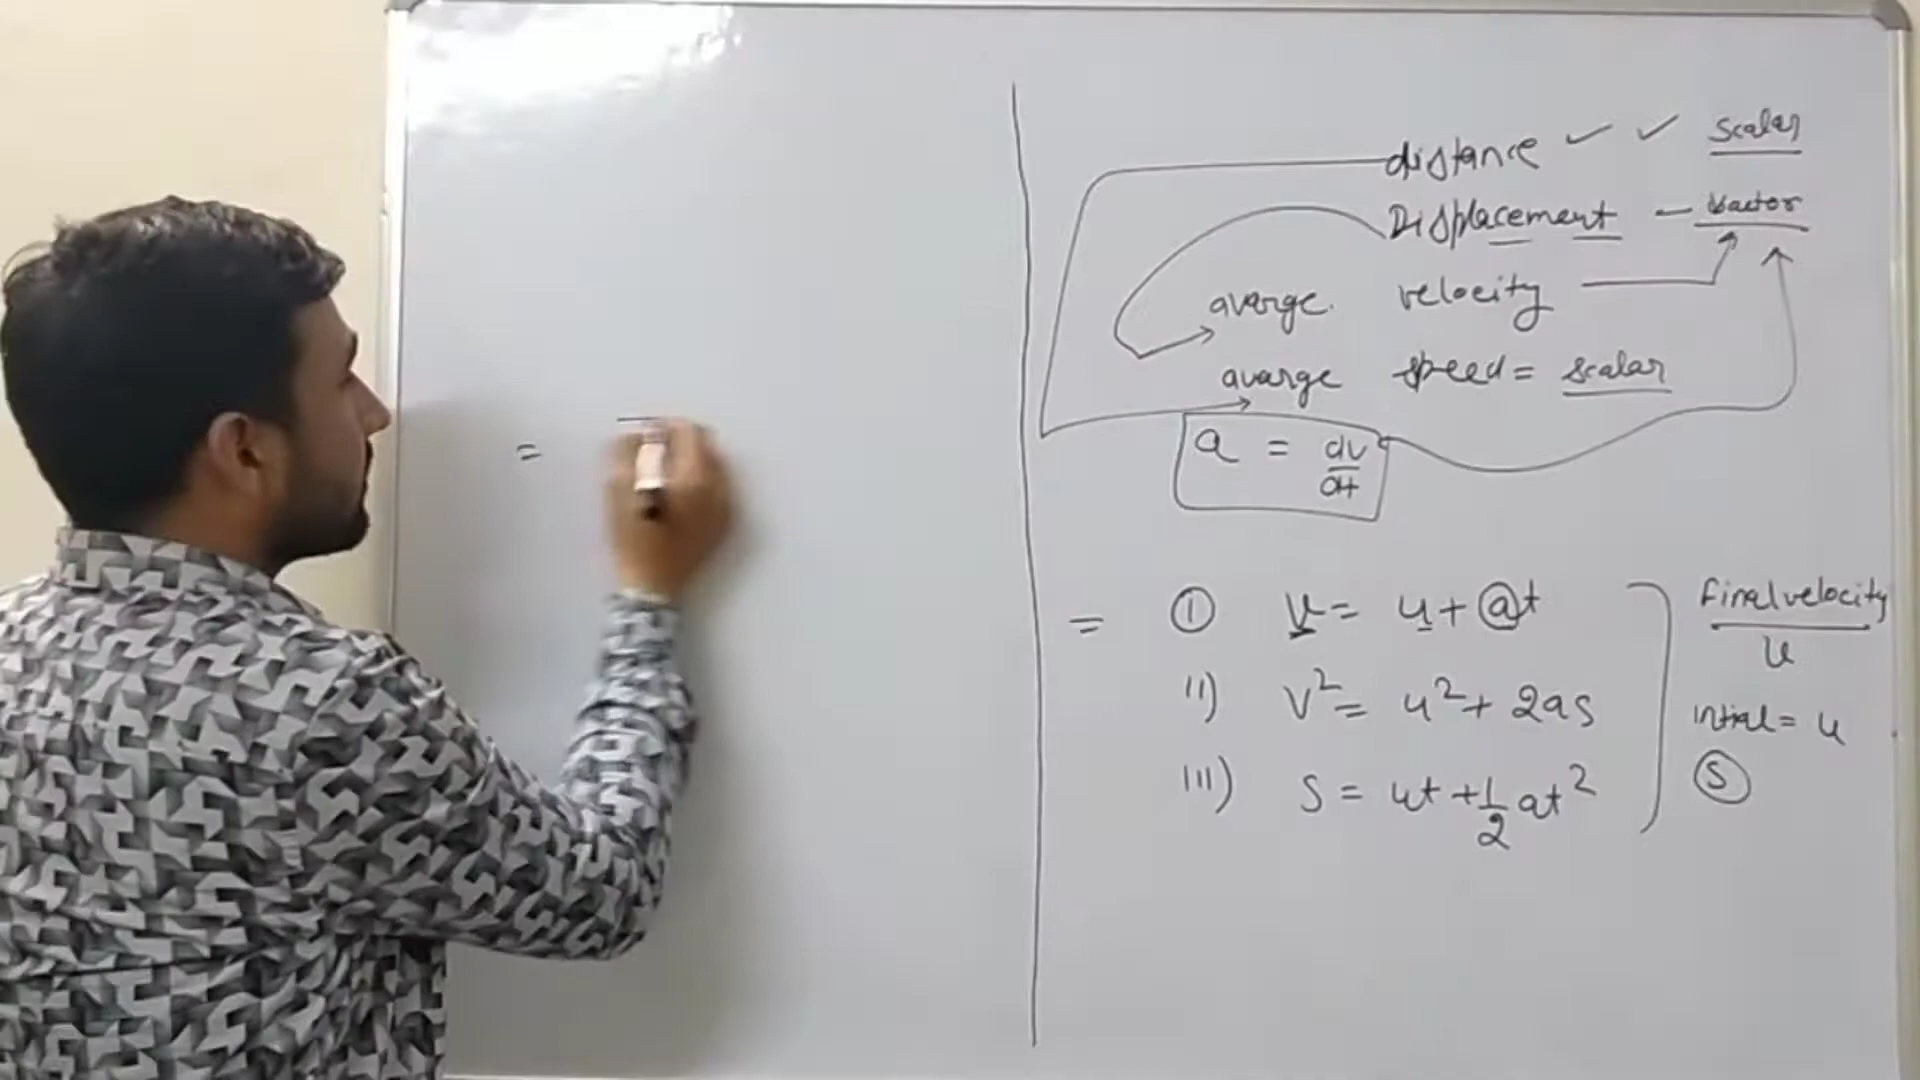 =
distance ✓ ✓ scalar
Displacement - vactor
avarge. velocity
avarge speed = scalar
a = dv/dt
= ① v = u + at
II) v² = u² + 2as
III) s = ut + 1/2 at²
final velocity
u
intial = u
Ⓢ